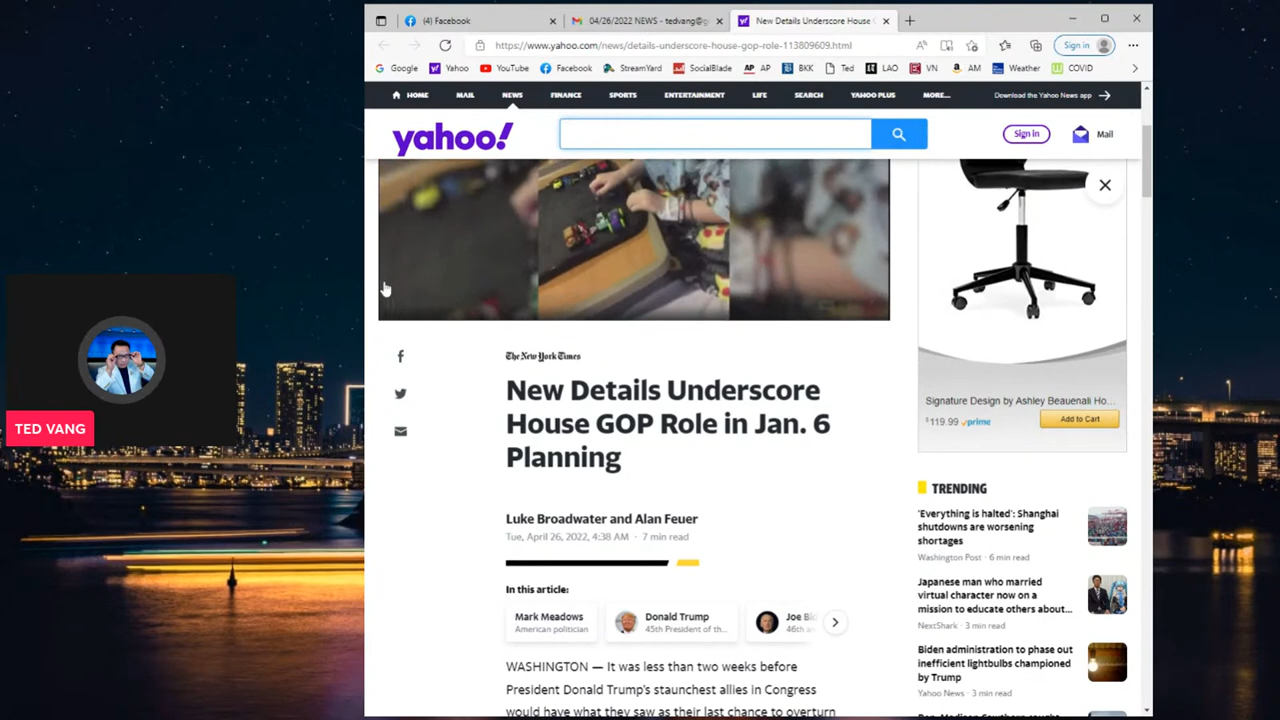 (4) Facebook
04/26/2022 NEWS - tedvang@g
New Details Underscore House
https://www.yahoo.com/news/details-underscore-house-gop-role-113809609.html
Sign in
Google
Yahoo
YouTube
Facebook
StreamYard
SocialBlade
AP AP
BKK
Ted
LAO
VN
AM
Weather
COVID
HOME
MAIL
NEWS
FINANCE
SPORTS
ENTERTAINMENT
LIFE
SEARCH
YAHOO PLUS
MORE...
Download the Yahoo News app
yahoo!
Sign in
Mail
TED VANG
The New York Times
New Details Underscore
House GOP Role in Jan. 6
Planning
Luke Broadwater and Alan Feuer
Tue, April 26, 2022, 4:38 AM · 7 min read
In this article:
Mark Meadows
American politician
Donald Trump
45th President of th...
Joe Bi
46th
WASHINGTON — It was less than two weeks before
President Donald Trump's staunchest allies in Congress
would have what they saw as their last chance to overturn
Signature Design by Ashley Beauenali Ho...
$119.99 prime
Add to Cart
TRENDING
'Everything is halted': Shanghai
shutdowns are worsening
shortages
Washington Post · 6 min read
Japanese man who married
virtual character now on a
mission to educate others about...
NextShark · 3 min read
Biden administration to phase out
inefficient lightbulbs championed
by Trump
Yahoo News · 3 min read